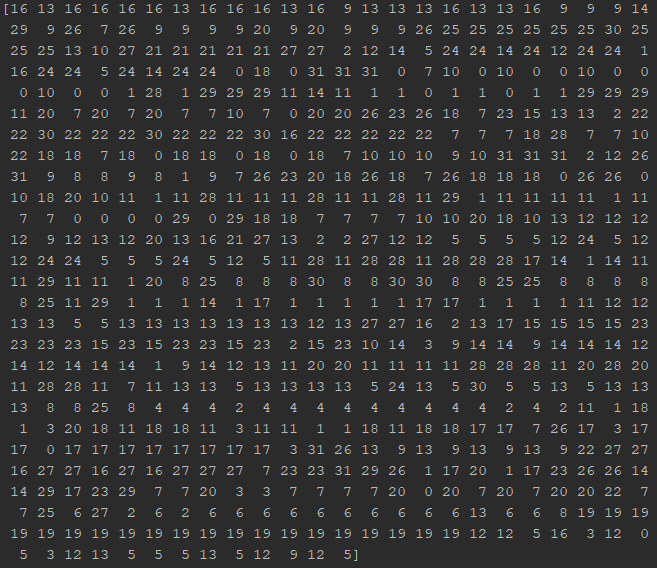 [16 13 16 16 16 13 16 16 16 13 16 9 13 13 13 16 13 13 16 9 9 9 14
29 9 26 7 26 9 9 9 9 20 9 20 9 9 9 26 25 25 25 25 25 25 30 25
25 25 13 10 27 21 21 21 21 21 27 27 2 12 14 5 24 24 14 24 12 24 24 1
16 24 24 5 24 14 24 24 0 18 0 31 31 31 0 7 10 0 10 0 0 10 0 0
0 10 0 0 1 28 1 29 29 29 11 14 11 1 1 0 1 1 0 1 1 29 29 29
11 20 7 20 7 20 7 7 10 7 0 20 20 26 23 26 18 7 23 15 13 13 2 22
22 30 22 22 22 30 22 22 22 30 16 22 22 22 22 22 7 7 7 18 28 7 7 10
22 18 18 7 18 0 18 18 0 18 0 18 7 10 10 10 9 10 31 31 31 2 12 26
31 9 8 8 9 8 1 9 7 26 23 20 18 26 18 7 26 18 18 18 0 26 26 0
10 18 20 10 11 1 11 28 11 11 11 28 11 11 28 11 29 1 11 11 11 11 1 11
7 7 0 0 0 0 29 0 29 18 18 7 7 7 7 10 10 20 18 10 13 12 12 12
12 9 12 13 12 20 13 16 21 27 13 2 2 27 12 12 5 5 5 5 12 24 5 12
12 24 24 5 5 5 24 5 12 5 11 28 11 28 28 11 28 28 28 17 14 1 14 11
11 29 11 11 1 20 8 25 8 8 8 30 8 8 30 30 8 8 25 25 8 8 8 8
8 25 11 29 1 1 1 14 1 17 1 1 1 1 1 17 17 1 1 1 1 11 12 12
13 13 5 5 13 13 13 13 13 13 13 12 13 27 27 16 2 13 17 15 15 15 15 23
23 23 23 15 23 15 23 23 15 23 2 15 23 10 14 3 9 14 14 9 14 14 14 12
14 12 14 14 14 1 9 14 12 13 11 20 20 11 11 11 11 28 28 28 11 20 28 20
11 28 28 11 7 11 13 13 5 13 13 13 13 5 24 13 5 30 5 5 13 5 13 13
13 8 8 25 8 4 4 4 2 4 4 4 4 4 4 4 4 4 2 4 2 11 1 18
1 3 20 18 11 18 18 11 3 11 11 1 1 18 11 18 18 17 17 7 26 17 3 17
17 0 17 17 17 17 17 17 17 17 3 31 26 13 9 13 9 13 9 13 9 22 27 27
16 27 27 16 27 16 27 27 27 7 23 23 31 29 26 1 17 20 1 17 23 26 26 14
14 29 17 23 29 7 7 20 3 3 7 7 7 7 20 0 20 7 20 7 20 20 22 7
7 25 6 27 2 6 2 6 6 6 6 6 6 6 6 6 6 13 6 6 8 19 19 19
19 19 19 19 19 19 19 19 19 19 19 19 19 19 19 19 19 12 12 5 16 3 12 0
5 3 12 13 5 5 5 13 5 12 9 12 5]